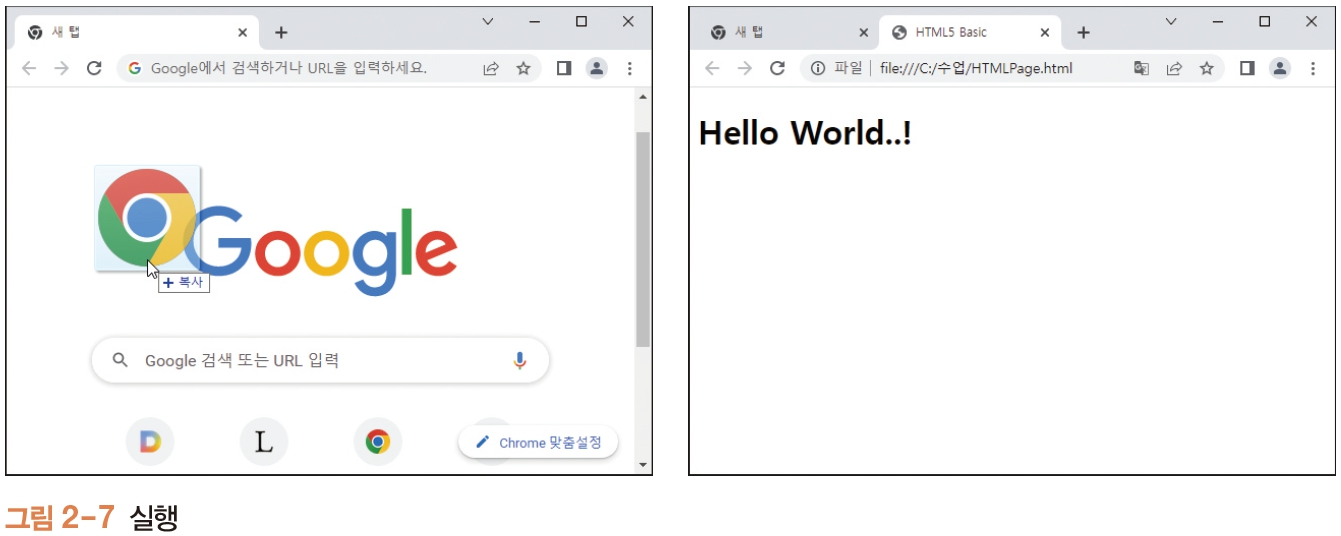 새 탭
Google에서 검색하거나 URL을 입력하세요.
Google
복사
Google 검색 또는 URL 입력
D
L
Chrome 맞춤설정
새 탭
HTML5 Basic
파일 | file:///C:/수업/HTMLPage.html
Hello World..!
그림 2-7 실행